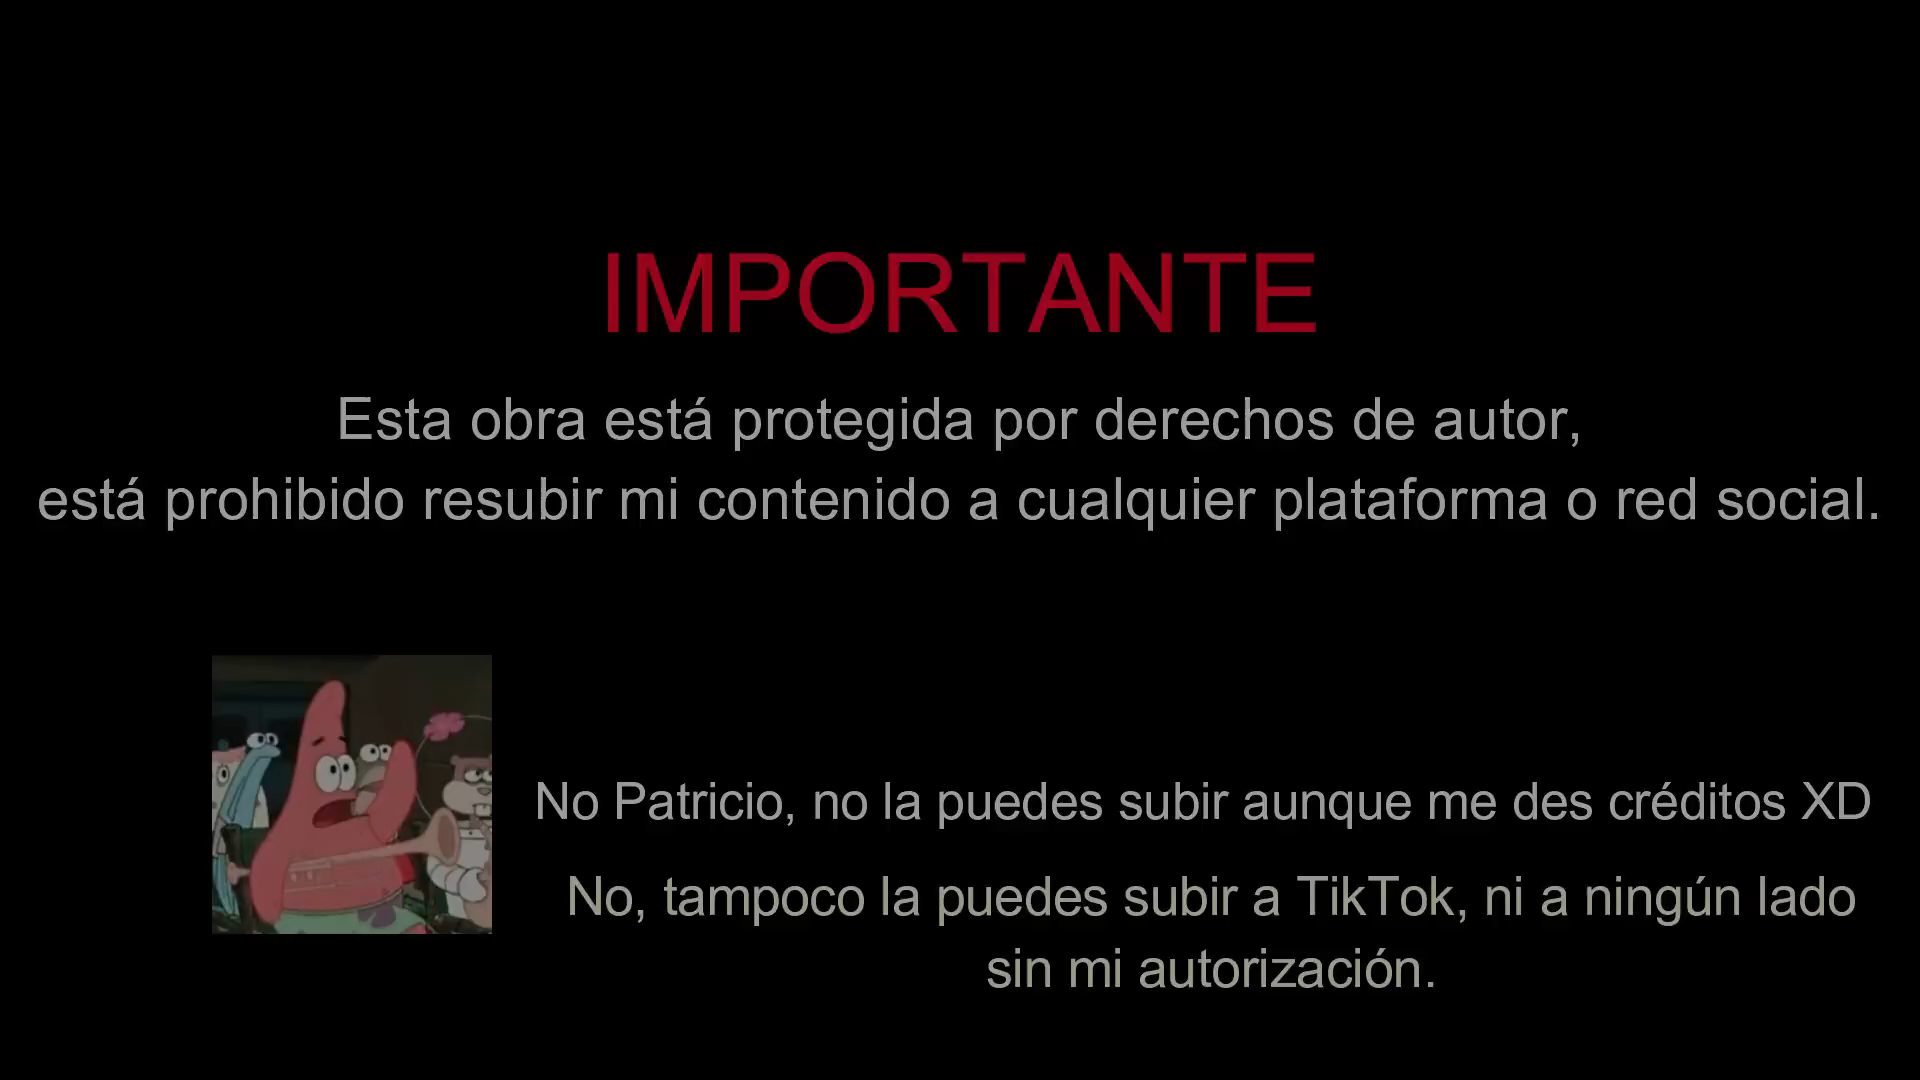 IMPORTANTE
Esta obra está protegida por derechos de autor,
está prohibido resubir mi contenido a cualquier plataforma o red social.
No Patricio, no la puedes subir aunque me des créditos XD
No, tampoco la puedes subir a TikTok, ni a ningún lado
sin mi autorización.